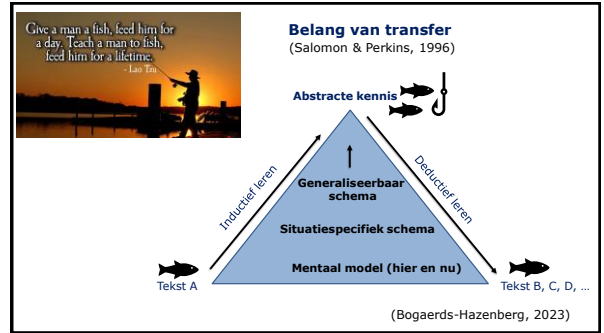 Give a man a fish, feed him for
a day. Teach a man to fish,
feed him for a lifetime.
- Lao Tzu
Belang van transfer
(Salomon & Perkins, 1996)
Abstracte kennis
Inductief leren
Deductief leren
Generaliseerbaar
schema
Situatiespecifiek schema
Mentaal model (hier en nu)
Tekst A
Tekst B, C, D, ...
(Bogaerds-Hazenberg, 2023)